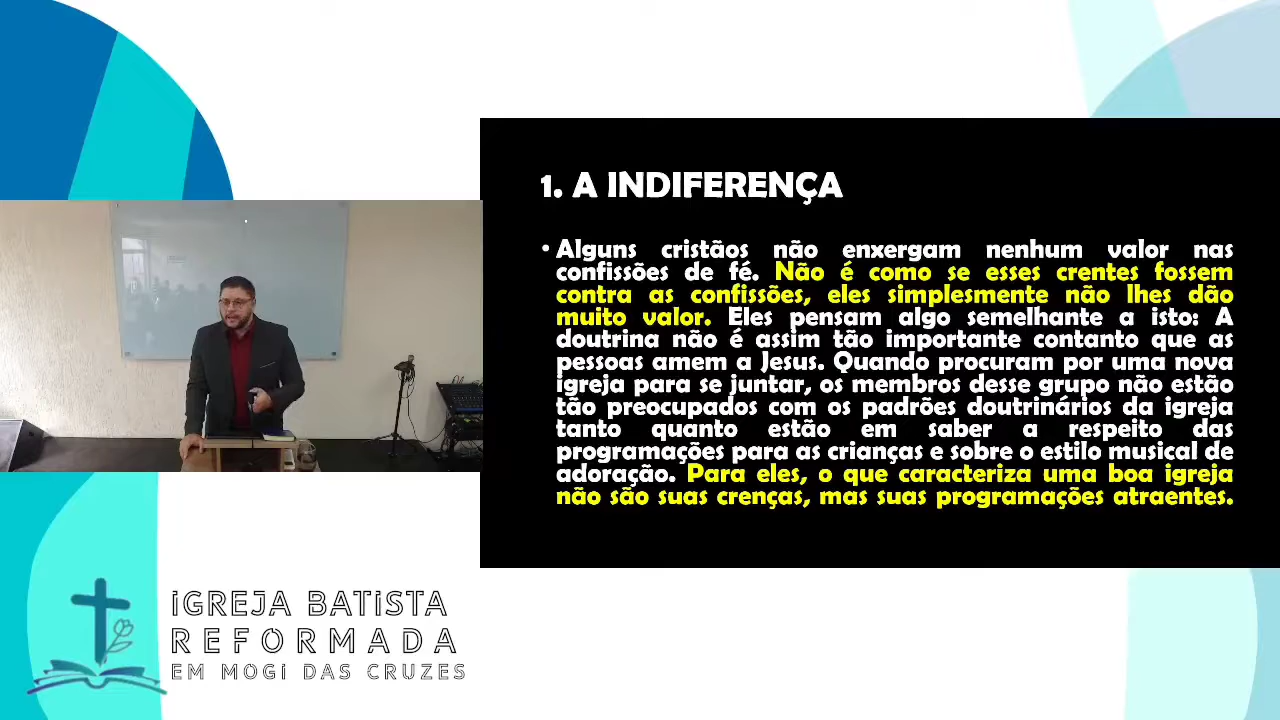 1. A INDIFERENÇA
• Alguns cristãos não enxergam nenhum valor nas
confissões de fé. Não é como se esses crentes fossem
contra as confissões, eles simplesmente não lhes dão
muito valor. Eles pensam algo semelhante a isto: A
doutrina não é assim tão importante contanto que as
pessoas amem a Jesus. Quando procuram por uma nova
igreja para se juntar, os membros desse grupo não estão
tão preocupados com os padrões doutrinários da igreja
tanto quanto estão em saber a respeito das
programações para as crianças e sobre o estilo musical de
adoração. Para eles, o que caracteriza uma boa igreja
não são suas crenças, mas suas programações atraentes.
iGREJA BATiSTA
REFORMADA
EM MOGi DAS CRUZES